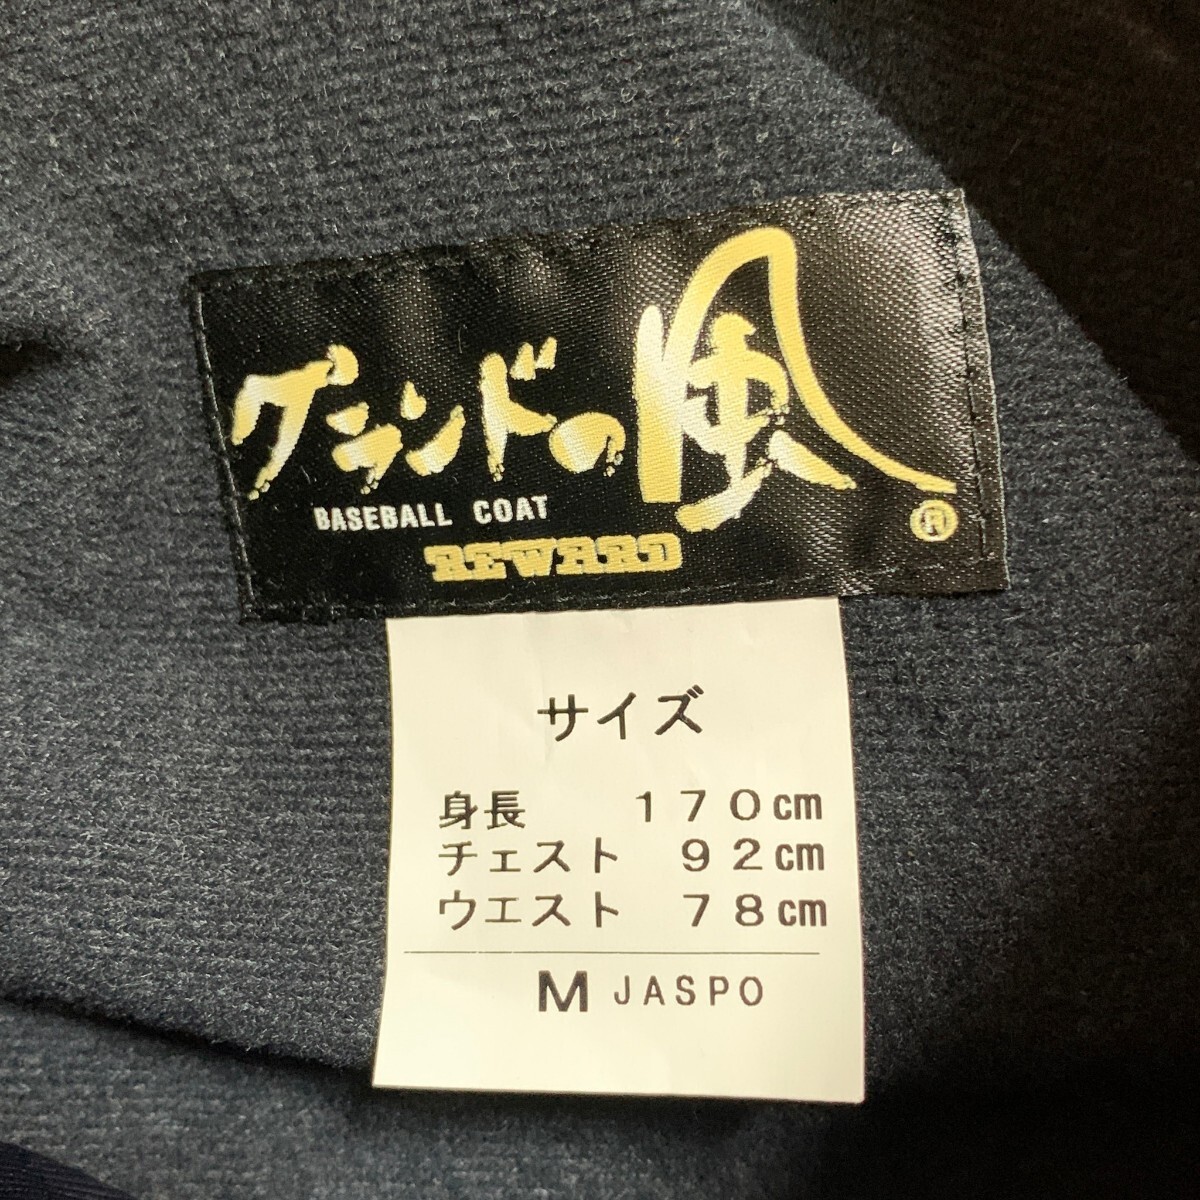 グランドの風
BASEBALL COAT
REWARD
®
サイズ
身長 170cm
チェスト 92cm
ウエスト 78cm
M JASPO